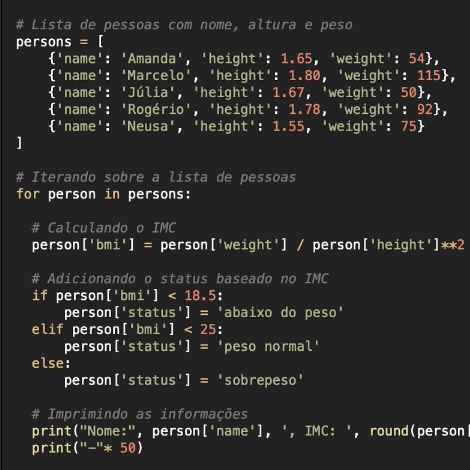 # Lista de pessoas com nome, altura e peso
persons = [
    {'name': 'Amanda', 'height': 1.65, 'weight': 54},
    {'name': 'Marcelo', 'height': 1.80, 'weight': 115},
    {'name': 'Júlia', 'height': 1.67, 'weight': 50},
    {'name': 'Rogério', 'height': 1.78, 'weight': 92},
    {'name': 'Neusa', 'height': 1.55, 'weight': 75}
]
# Iterando sobre a lista de pessoas
for person in persons:
  # Calculando o IMC
  person['bmi'] = person['weight'] / person['height']**2
  # Adicionando o status baseado no IMC
  if person['bmi'] < 18.5:
      person['status'] = 'abaixo do peso'
  elif person['bmi'] < 25:
      person['status'] = 'peso normal'
  else:
      person['status'] = 'sobrepeso'
  # Imprimindo as informações
  print("Nome:", person['name'], ', IMC: ', round(person[
  print("-"* 50)